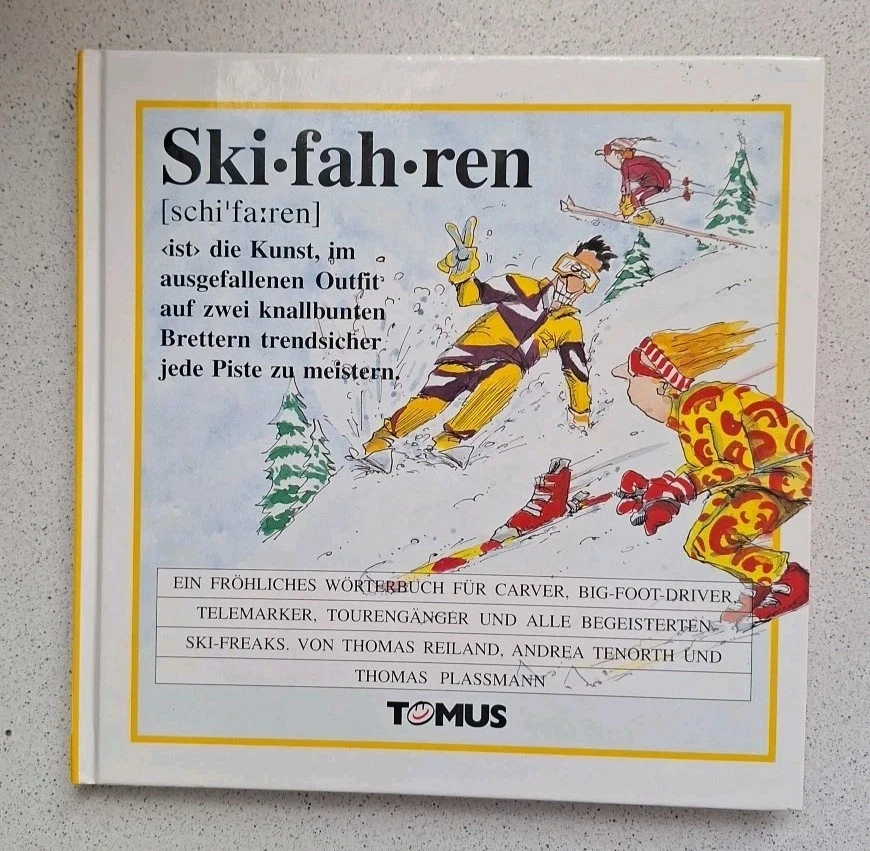 Ski•fah•ren
[schi'fa:ren]
‹ist› die Kunst, im
ausgefallenen Outfit
auf zwei knallbunten
Brettern trendsicher
jede Piste zu meistern.
EIN FRÖHLICHES WÖRTERBUCH FÜR CARVER, BIG-FOOT-DRIVER,
TELEMARKER, TOURENGÄNGER UND ALLE BEGEISTERTEN
SKI-FREAKS. VON THOMAS REILAND, ANDREA TENORTH UND
THOMAS PLASSMANN
TOMUS